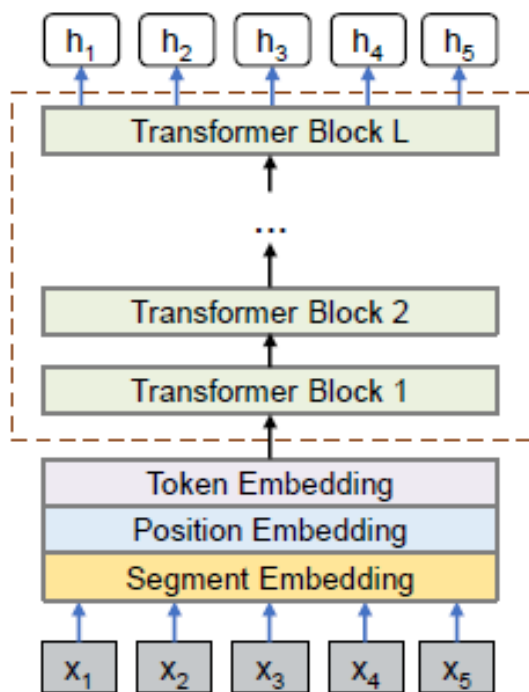 h₁ h₂ h₃ h₄ h₅
Transformer Block L
...
Transformer Block 2
Transformer Block 1
Token Embedding
Position Embedding
Segment Embedding
x₁ x₂ x₃ x₄ x₅